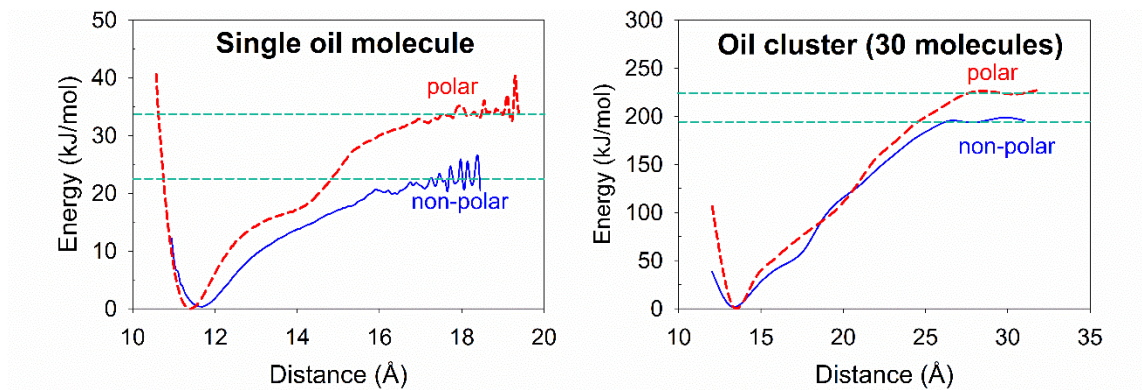 Single oil molecule
polar
non-polar
Energy (kJ/mol)
50
40
30
20
10
0
10 12 14 16 18 20
Distance (Å)
Oil cluster (30 molecules)
polar
non-polar
Energy (kJ/mol)
300
250
200
150
100
50
0
10 15 20 25 30 35
Distance (Å)